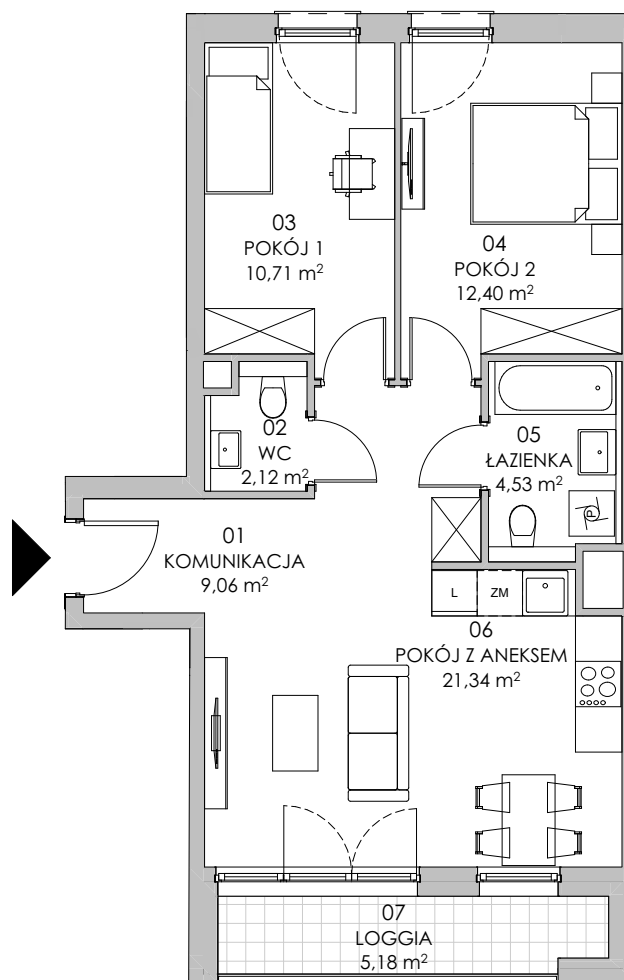 03
POKÓJ 1
10,71 m²
04
POKÓJ 2
12,40 m²
02
WC
2,12 m²
05
ŁAZIENKA
4,53 m²
P
01
KOMUNIKACJA
9,06 m²
L
ZM
06
POKÓJ Z ANEKSEM
21,34 m²
07
LOGGIA
5,18 m²